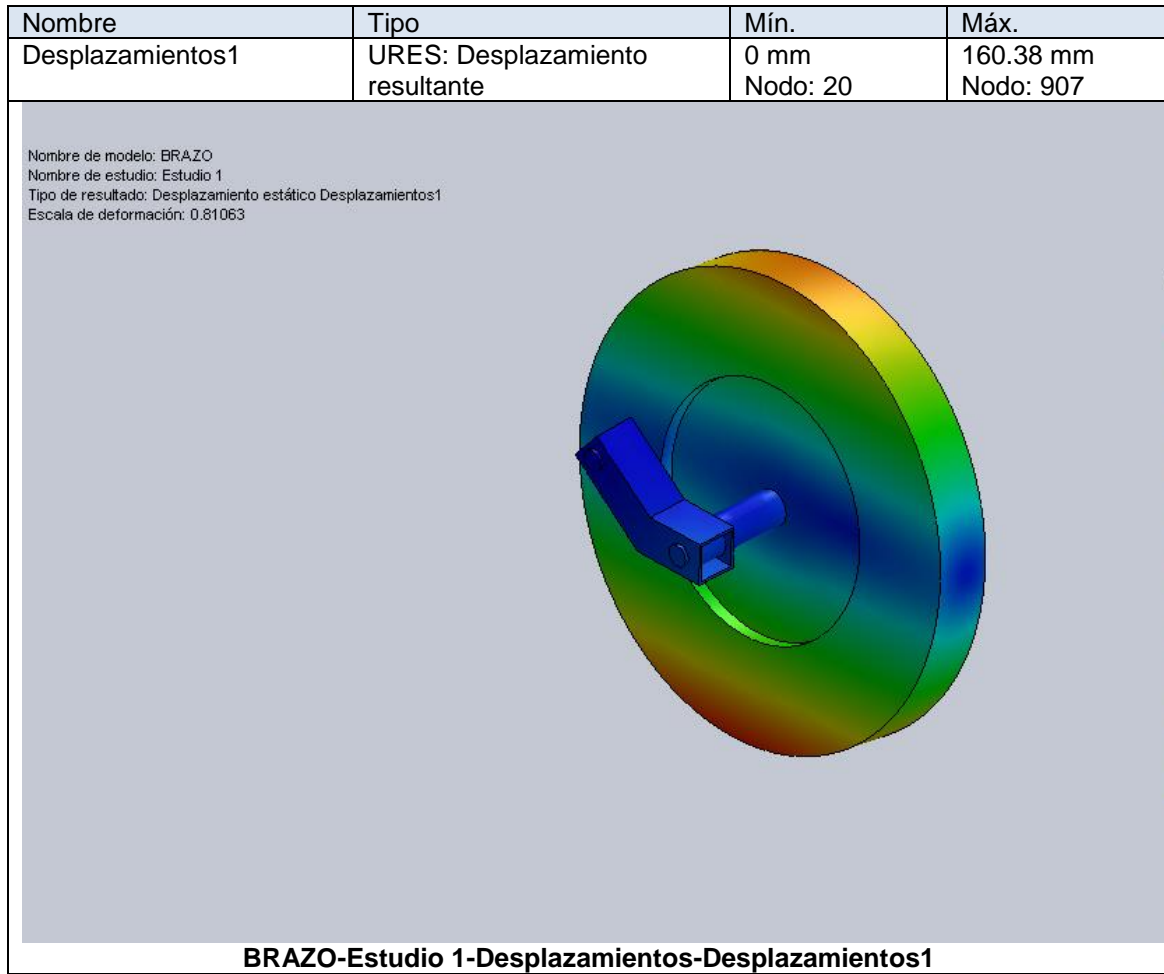 Nombre Tipo Mín. Máx.
Desplazamientos1 URES: Desplazamiento 0 mm 160.38 mm
resultante Nodo: 20 Nodo: 907
Nombre de modelo: BRAZO
Nombre de estudio: Estudio 1
Tipo de resultado: Desplazamiento estático Desplazamientos1
Escala de deformación: 0.81063
BRAZO-Estudio 1-Desplazamientos-Desplazamientos1